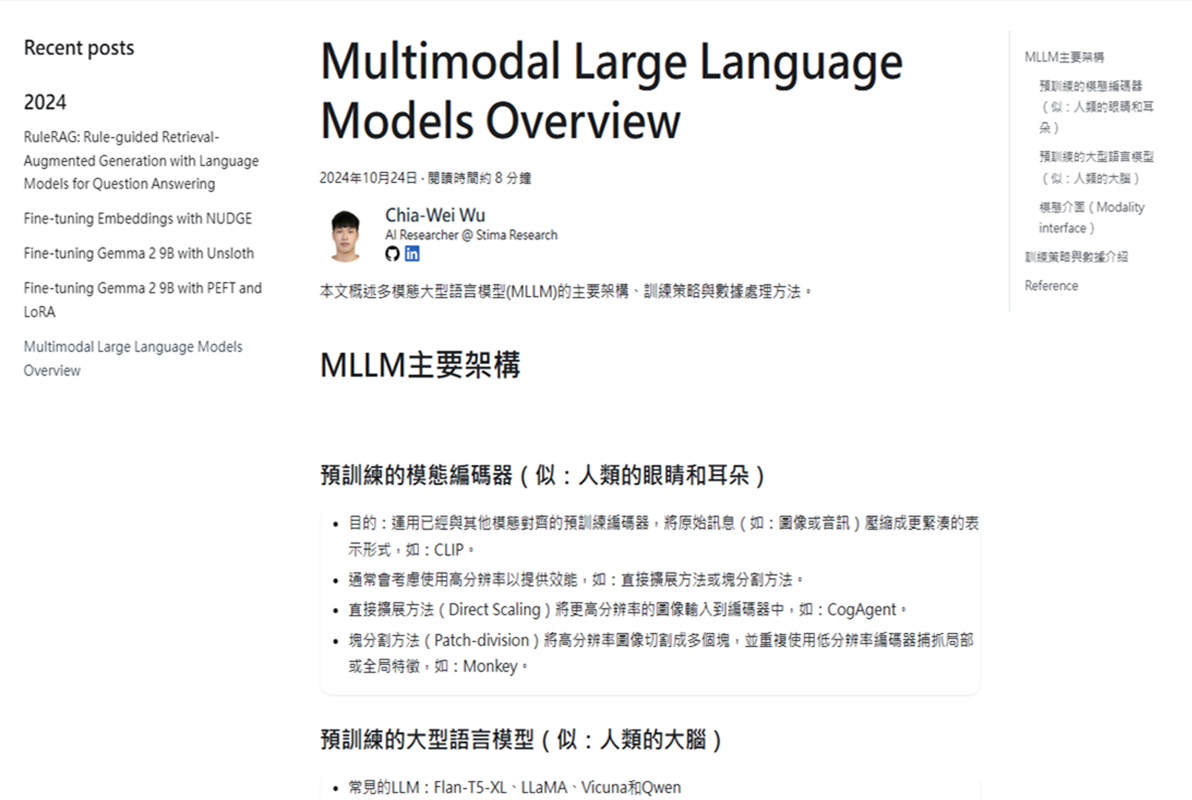 Recent posts
2024
RuleRAG: Rule-guided Retrieval-
Augmented Generation with Language
Models for Question Answering
Fine-tuning Embeddings with NUDGE
Fine-tuning Gemma 2 9B with Unsloth
Fine-tuning Gemma 2 9B with PEFT and
LoRA
Multimodal Large Language Models
Overview
Multimodal Large Language
Models Overview
2024年10月24日 · 閱讀時間約 8 分鐘
Chia-Wei Wu
AI Researcher @ Stima Research
in
本文概述多模態大型語言模型(MLLM)的主要架構、訓練策略與數據處理方法。
MLLM主要架構
預訓練的模態編碼器（似：人類的眼睛和耳朵）
• 目的：運用已經與其他模態對齊的預訓練編碼器，將原始訊息（如：圖像或音訊）壓縮成更緊湊的表
示形式，如：CLIP。
• 通常會考慮使用高分辨率以提供效能，如：直接擴展方法或塊分割方法。
• 直接擴展方法（Direct Scaling）將更高分辨率的圖像輸入到編碼器中，如：CogAgent。
• 塊分割方法（Patch-division）將高分辨率圖像切割成多個塊，並重複使用低分辨率編碼器捕抓局部
或全局特徵，如：Monkey。
預訓練的大型語言模型（似：人類的大腦）
• 常見的LLM：Flan-T5-XL、LLaMA、Vicuna和Qwen
MLLM主要架構
預訓練的模態編碼器
（似：人類的眼睛和耳
朵）
預訓練的大型語言模型
（似：人類的大腦）
模態介面（Modality
interface）
訓練策略與數據介紹
Reference